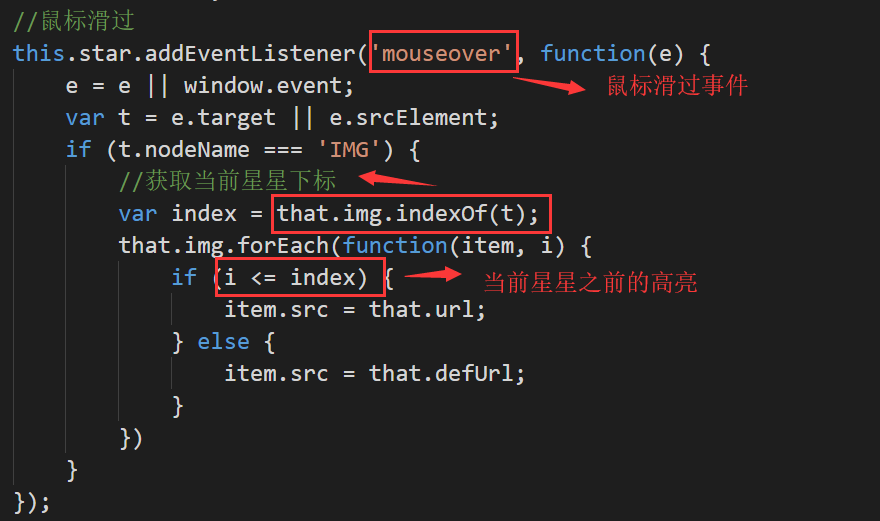 //鼠标滑过
this.star.addEventListener('mouseover', function(e) {
e = e || window.event;
鼠标滑过事件
var t = e.target || e.srcElement;
if (t.nodeName === 'IMG') {
//获取当前星星下标
var index = that.img.indexOf(t);
that.img.forEach(function(item, i) {
if (i <= index) {
当前星星之前的高亮
item.src = that.url;
} else {
item.src = that.defUrl;
}
})
}
});